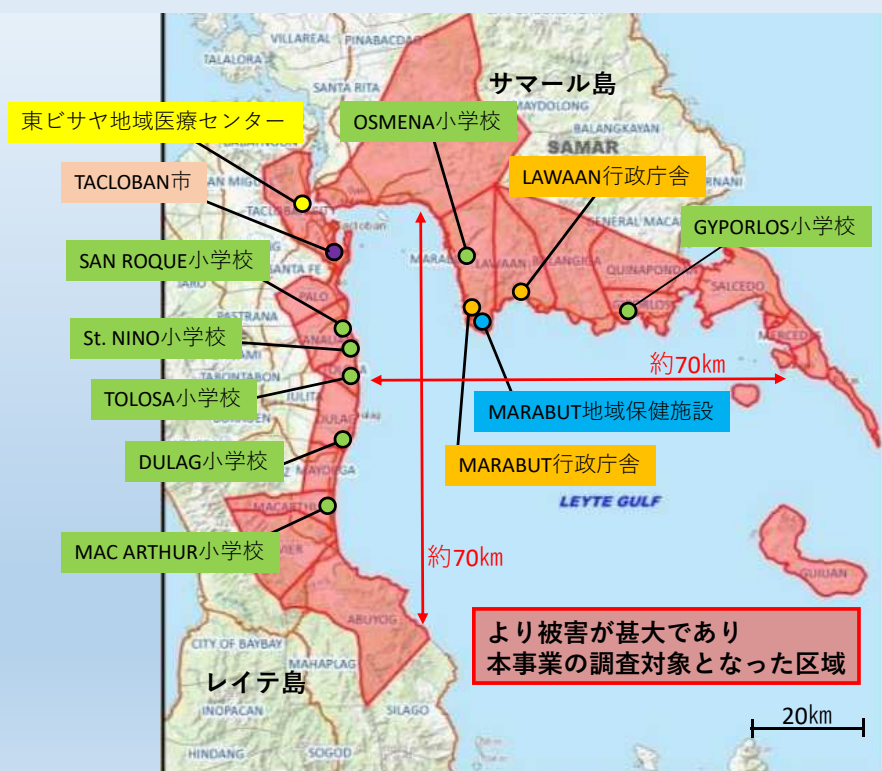 VILLAREAL
PINABACDAO
TALALORA
SANTA RITA
サマール島
MAYDOLONG
東ビサヤ地域医療センター
OSMENA小学校
BALANGKAYAN
SAMAR
TACLOBAN市
LAWAAN行政庁舎
TACLOBAN CITY
Tacloban
GENERAL MACA
GYPORLOS小学校
SAN ROQUE小学校
SANTA FE
MARABUT
LAWAAN
BALANGIGA
QUINAPONDAN
SALCEDO
PALO
PASTRANA
St. NINO小学校
MERCEDES
約70㎞
TABONTABON
TOLOSA小学校
JULITA
MARABUT地域保健施設
DULAG
DULAG小学校
MARABUT行政庁舎
MACARTHUR
LEYTE GULF
MAC ARTHUR小学校
約70㎞
GUIUAN
ABUYOG
より被害が甚大であり
本事業の調査対象となった区域
CITY OF BAYBAY
MAHAPLAG
レイテ島
INOPACAN
SILAGO
20㎞
HINDANG
SOGOD